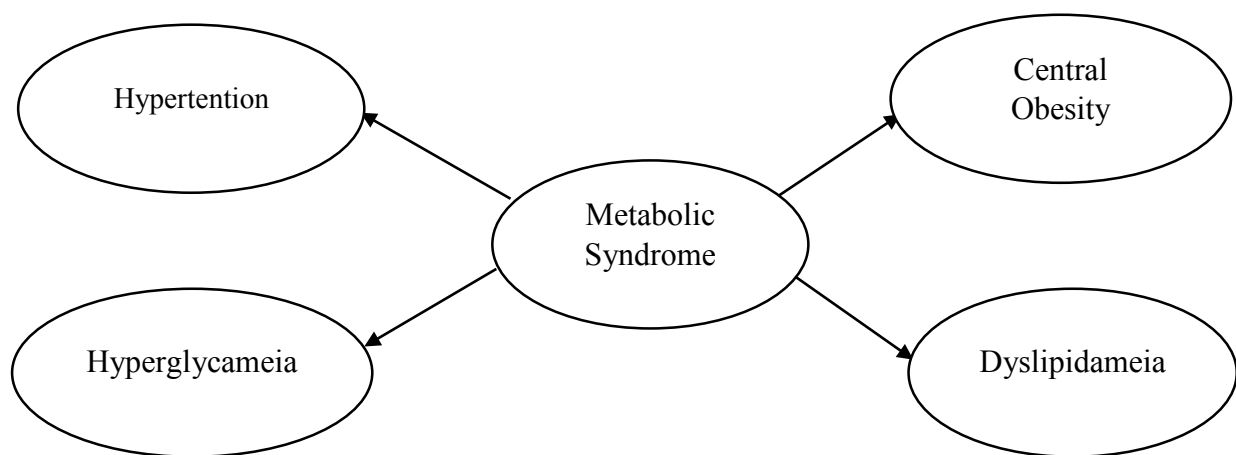 Hypertention
Central
Obesity
Metabolic
Syndrome
Hyperglycameia
Dyslipidameia